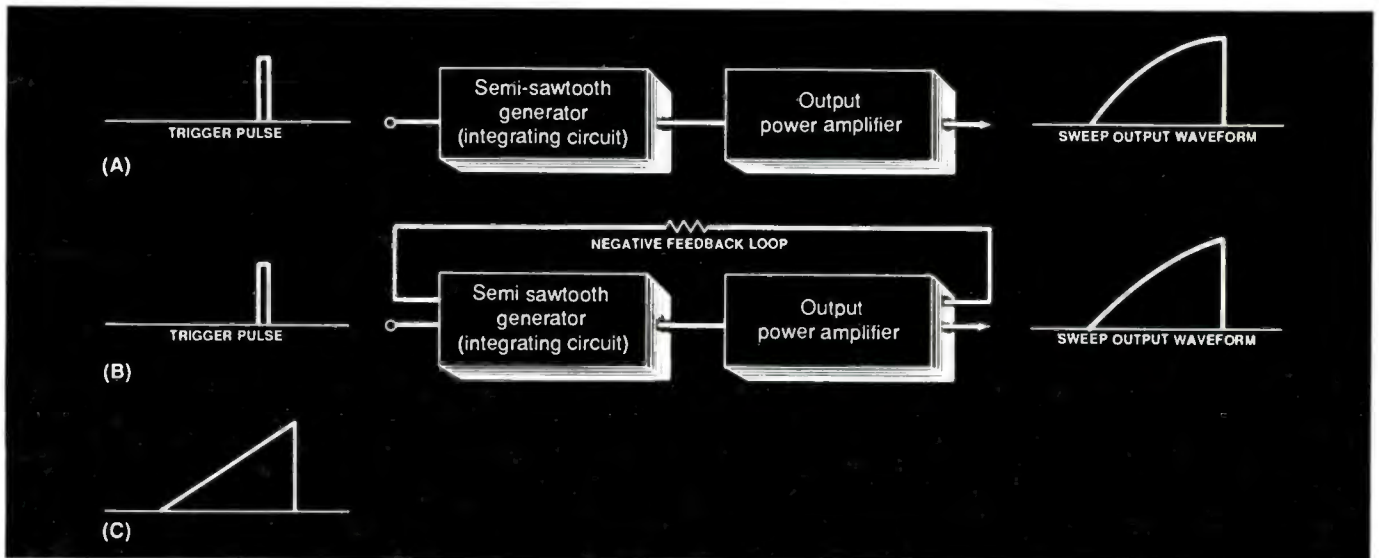 Semi-sawtooth
generator
(integrating circuit)
Output
power amplifier
TRIGGER PULSE
SWEEP OUTPUT WAVEFORM
(A)
NEGATIVE FEEDBACK LOOP
Semi sawtooth
generator
(integrating circuit)
Output
power amplifier
TRIGGER PULSE
SWEEP OUTPUT WAVEFORM
(B)
(C)